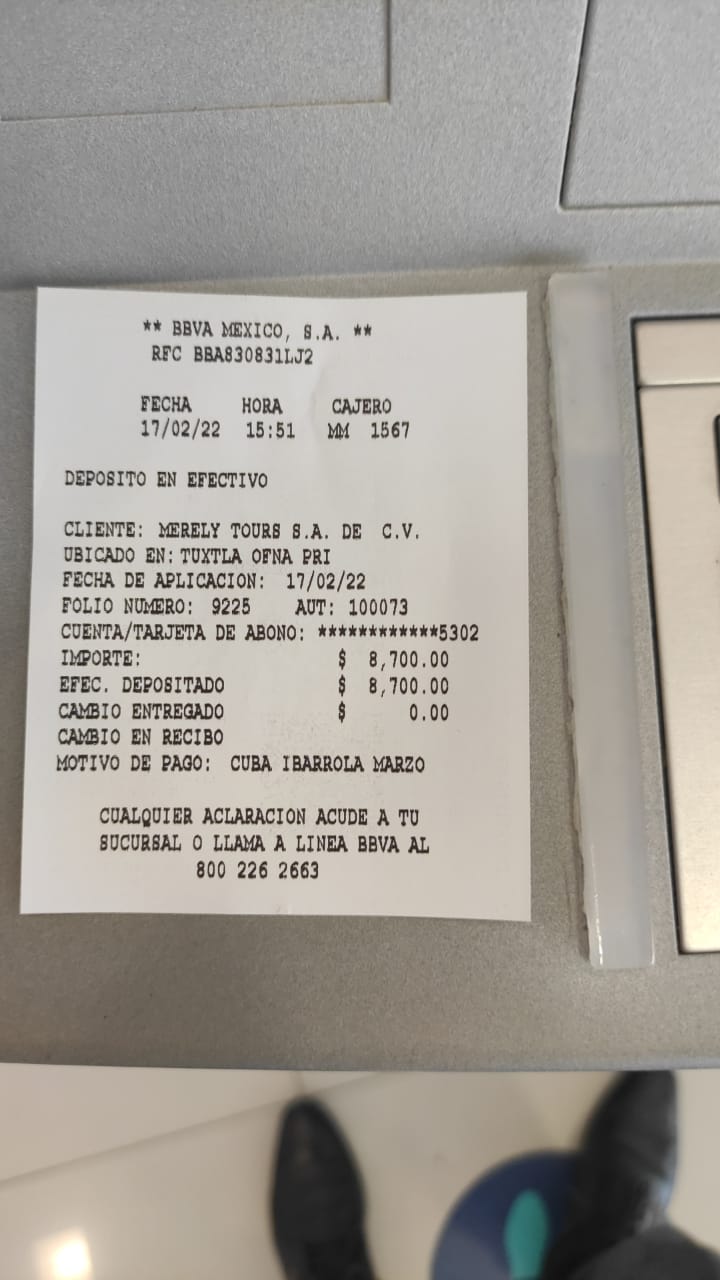 ** BBVA MEXICO, S.A. **
RFC BBA830831LJ2
FECHA HORA CAJERO
17/02/22 15:51 MM 1567
DEPOSITO EN EFECTIVO
CLIENTE: MERELY TOURS S.A. DE C.V.
UBICADO EN: TUXTLA OFNA PRI
FECHA DE APLICACION: 17/02/22
FOLIO NUMERO: 9225 AUT: 100073
CUENTA/TARJETA DE ABONO: ************5302
IMPORTE: $ 8,700.00
EFEC. DEPOSITADO $ 8,700.00
CAMBIO ENTREGADO $ 0.00
CAMBIO EN RECIBO
MOTIVO DE PAGO: CUBA IBARROLA MARZO
CUALQUIER ACLARACION ACUDE A TU
SUCURSAL O LLAMA A LINEA BBVA AL
800 226 2663